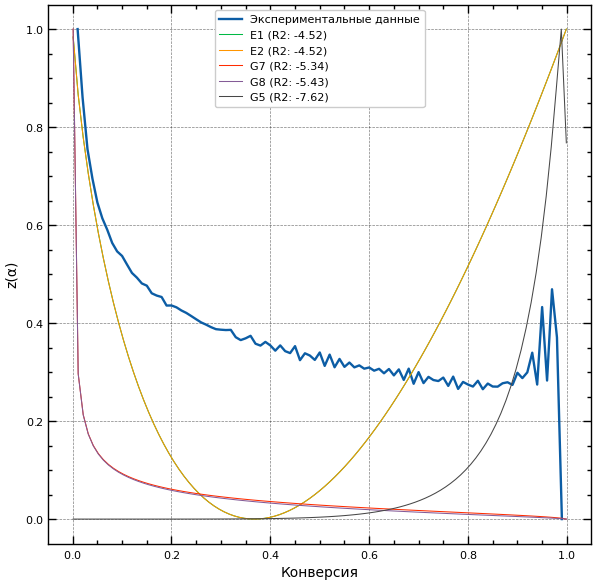 Экспериментальные данные
E1 (R2: -4.52)
E2 (R2: -4.52)
G7 (R2: -5.34)
G8 (R2: -5.43)
G5 (R2: -7.62)
1.0
0.8
0.6
0.4
0.2
0.0
z(α)
0.0 0.2 0.4 0.6 0.8 1.0
Конверсия